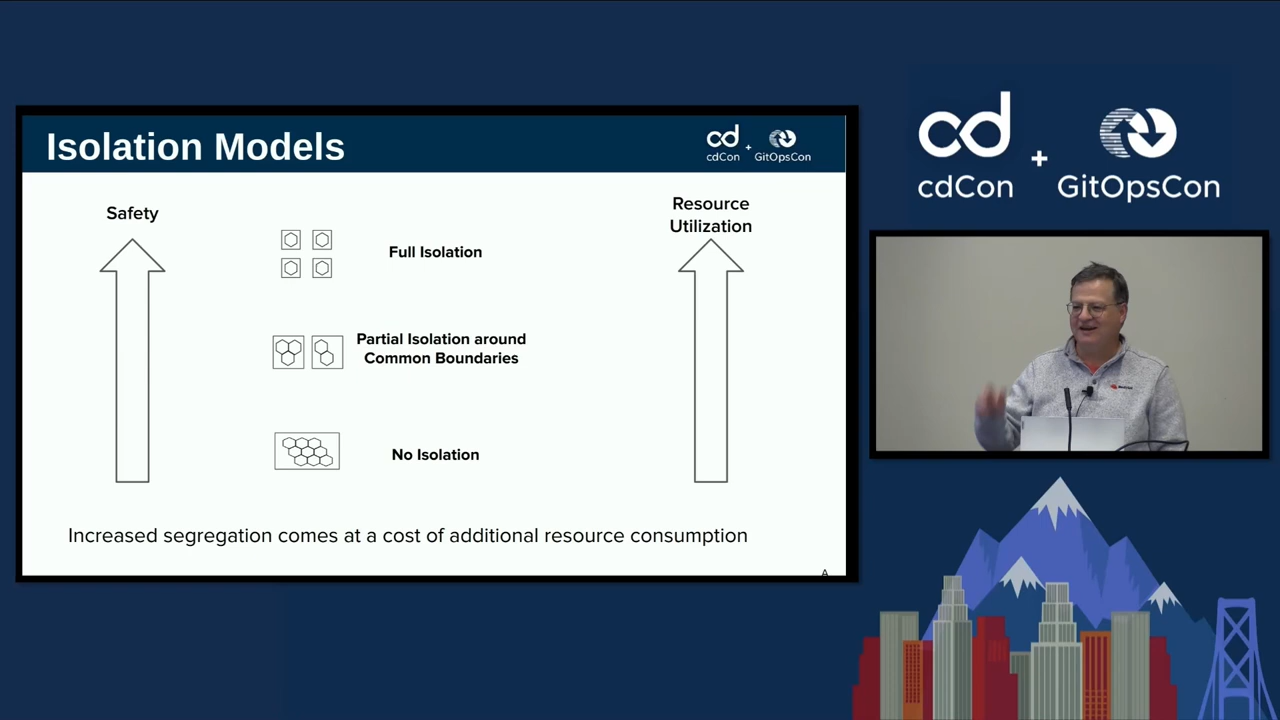 Isolation Models
cd
cdCon
+
GitOpsCon
Safety
Resource
Utilization
Full Isolation
Partial Isolation around
Common Boundaries
No Isolation
Increased segregation comes at a cost of additional resource consumption
A
cd
cdCon
+
GitOpsCon